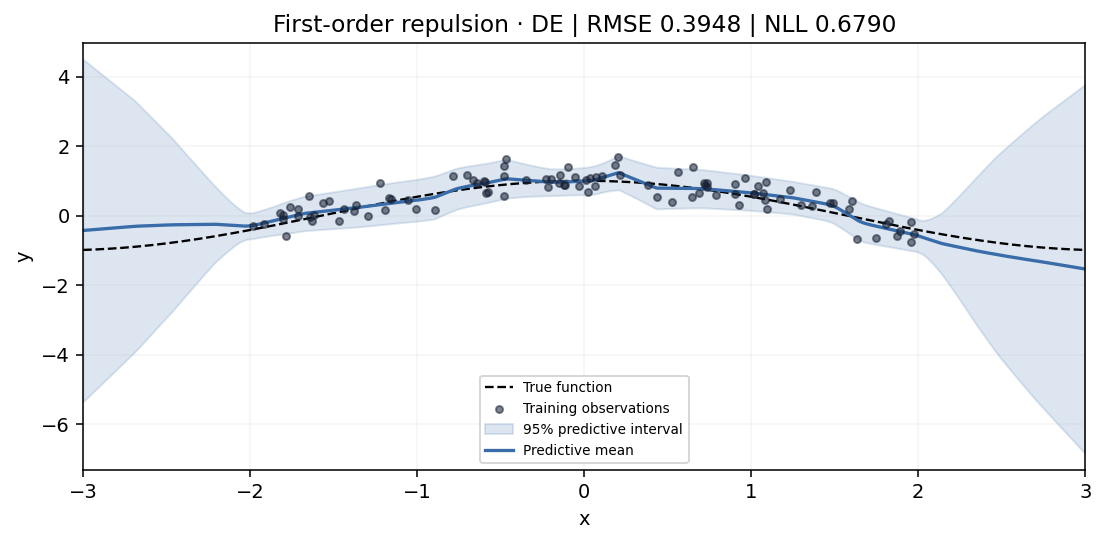 First-order repulsion · DE | RMSE 0.3948 | NLL 0.6790
y
4
2
0
−2
−4
−6
True function
Training observations
95% predictive interval
Predictive mean
−3 −2 −1 0 1 2 3
x